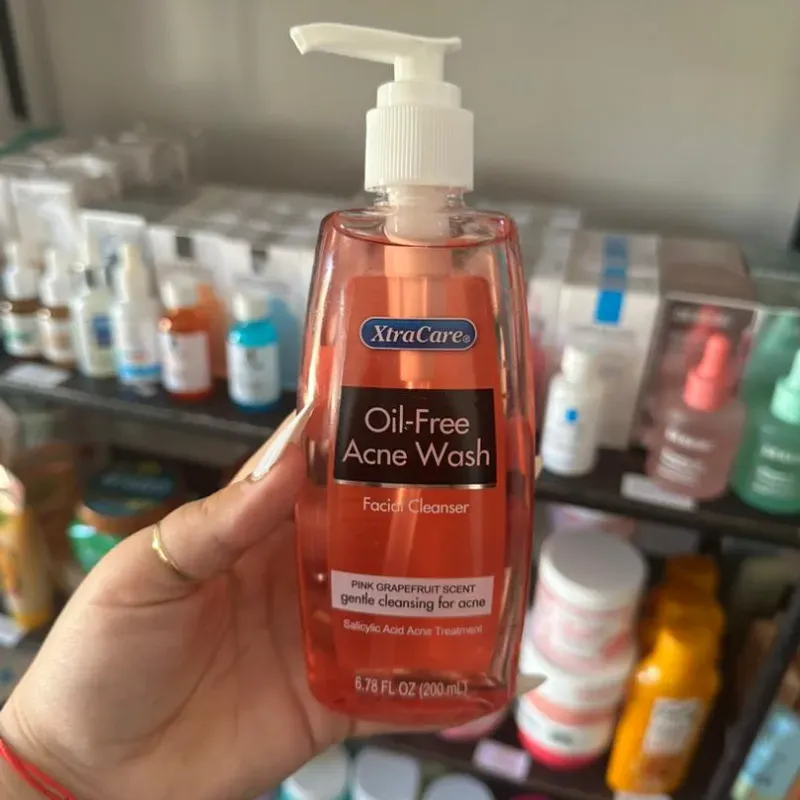 XtraCare®
Oil-Free
Acne Wash
Facial Cleanser
PINK GRAPEFRUIT SCENT
gentle cleansing for acne
Salicylic Acid Acne Treatment
6.78 FL OZ (200 mL)